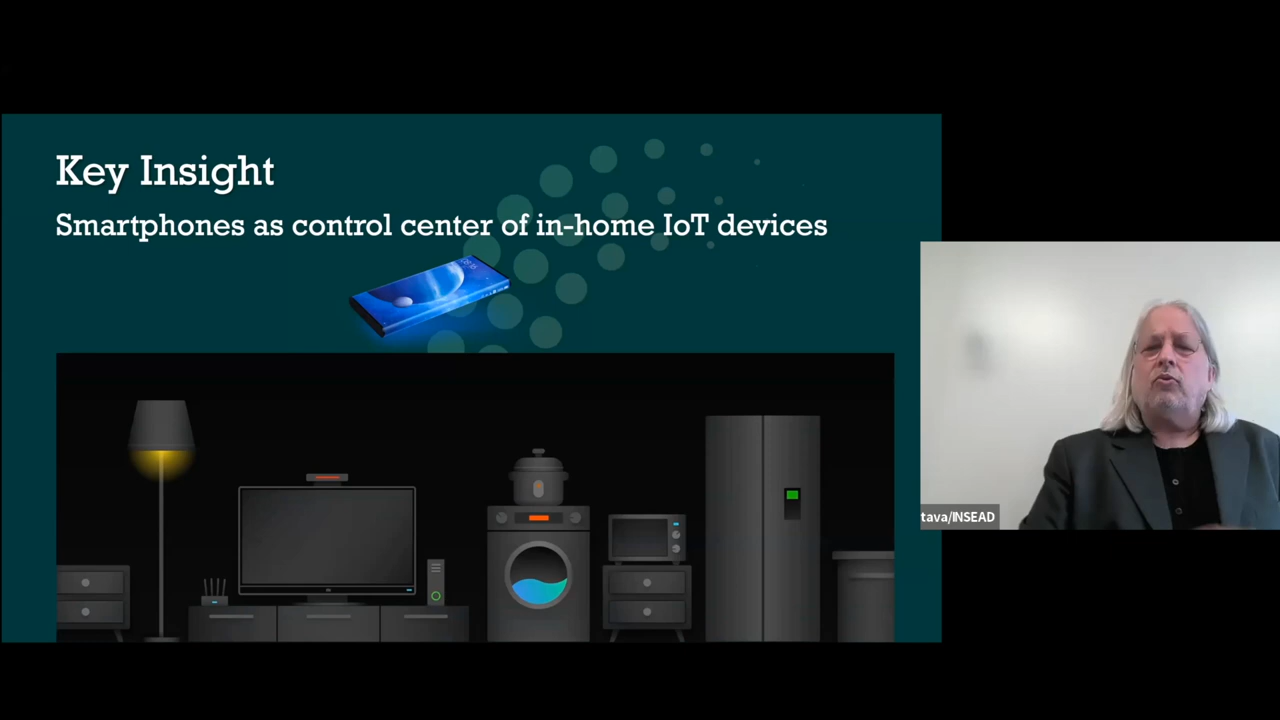 Key Insight
Smartphones as control center of in-home IoT devices
tava/INSEAD